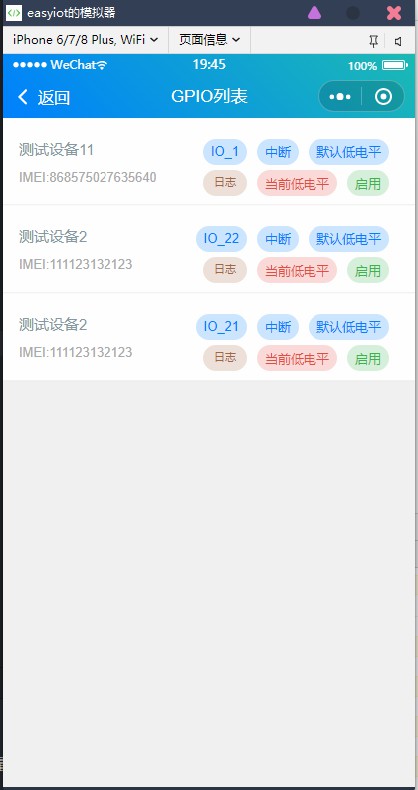 easyiot的模拟器
iPhone 6/7/8 Plus, WiFi 页面信息
WeChat 19:45 100%
返回 GPIO列表
测试设备11 IO_1 中断 默认低电平
IMEI:868575027635640 日志 当前低电平 启用
测试设备2 IO_22 中断 默认低电平
IMEI:111123132123 日志 当前低电平 启用
测试设备2 IO_21 中断 默认低电平
IMEI:111123132123 日志 当前低电平 启用